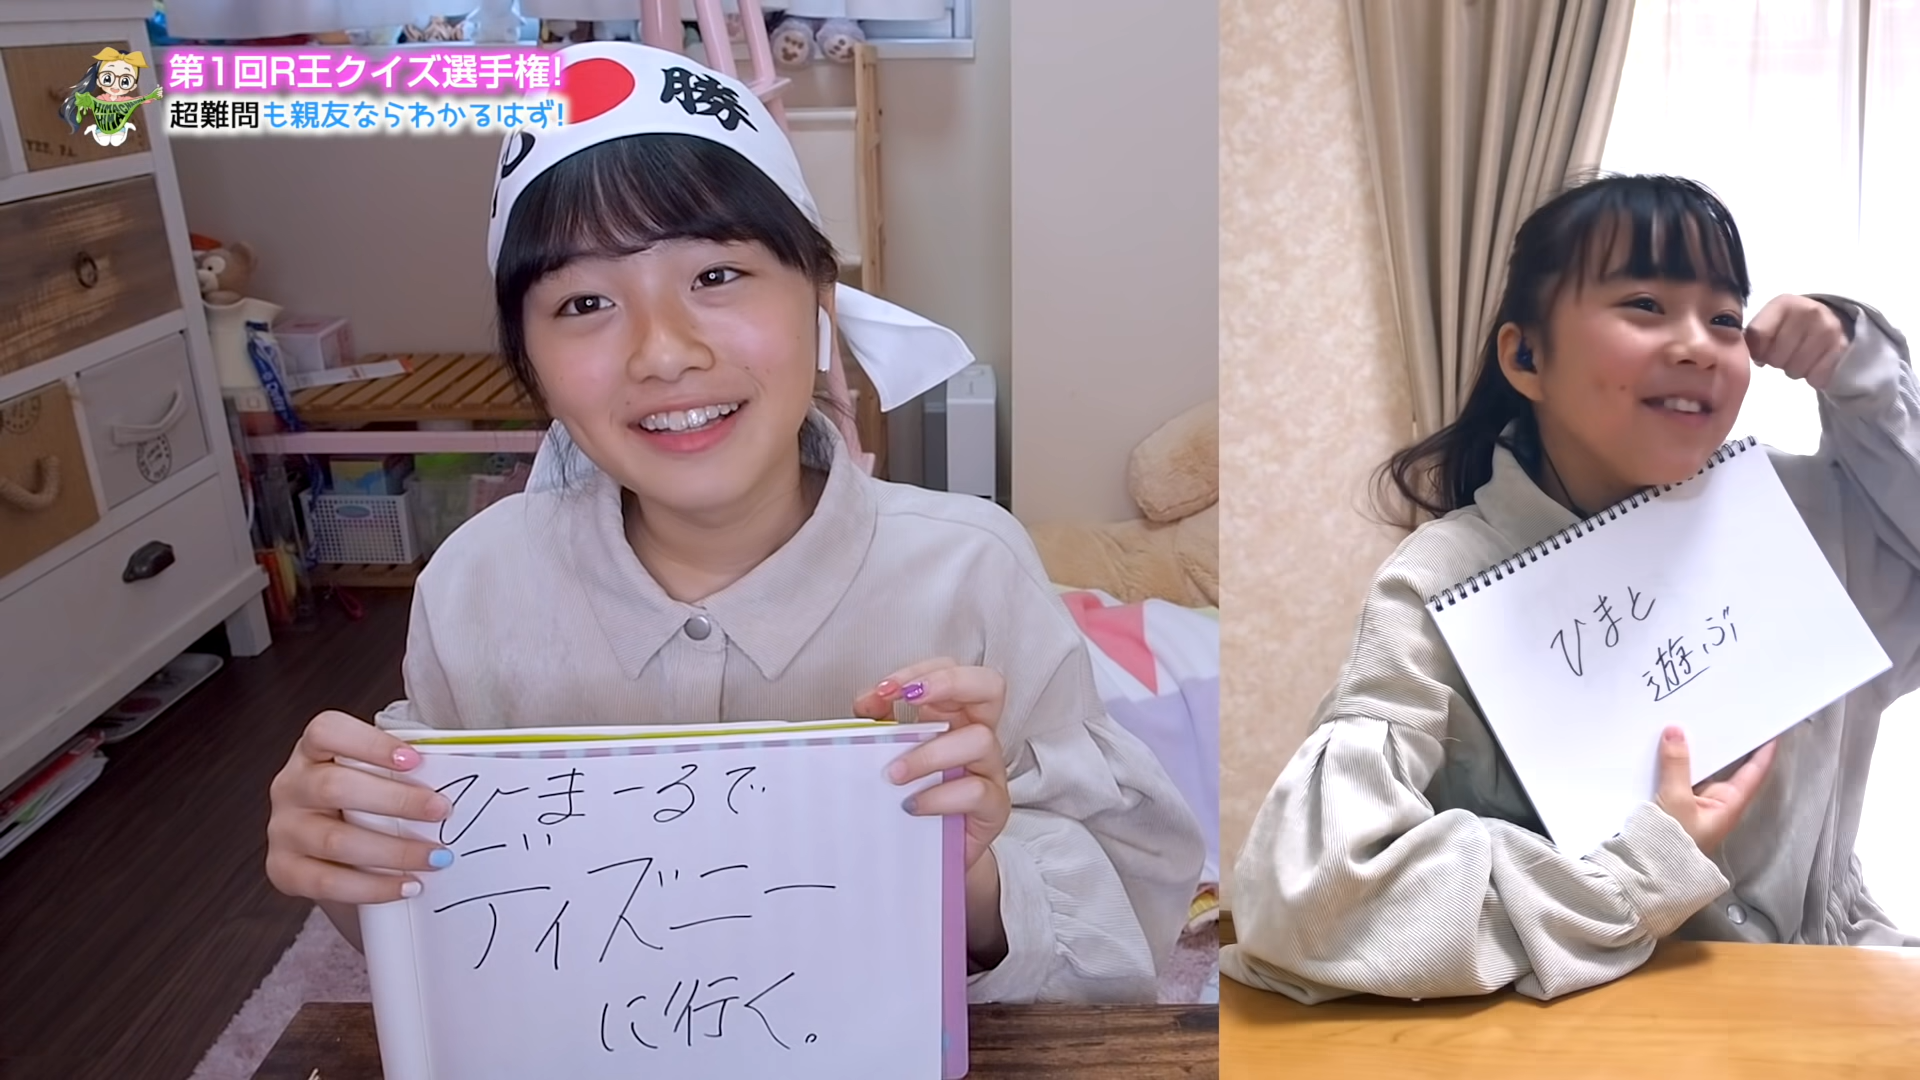 第1回R王クイズ選手権!
超難問も親友ならわかるはず!
HIMACHI
HINA
勝
ひまーるで
ディズニー
に行く。
ひまと
遊ぶ